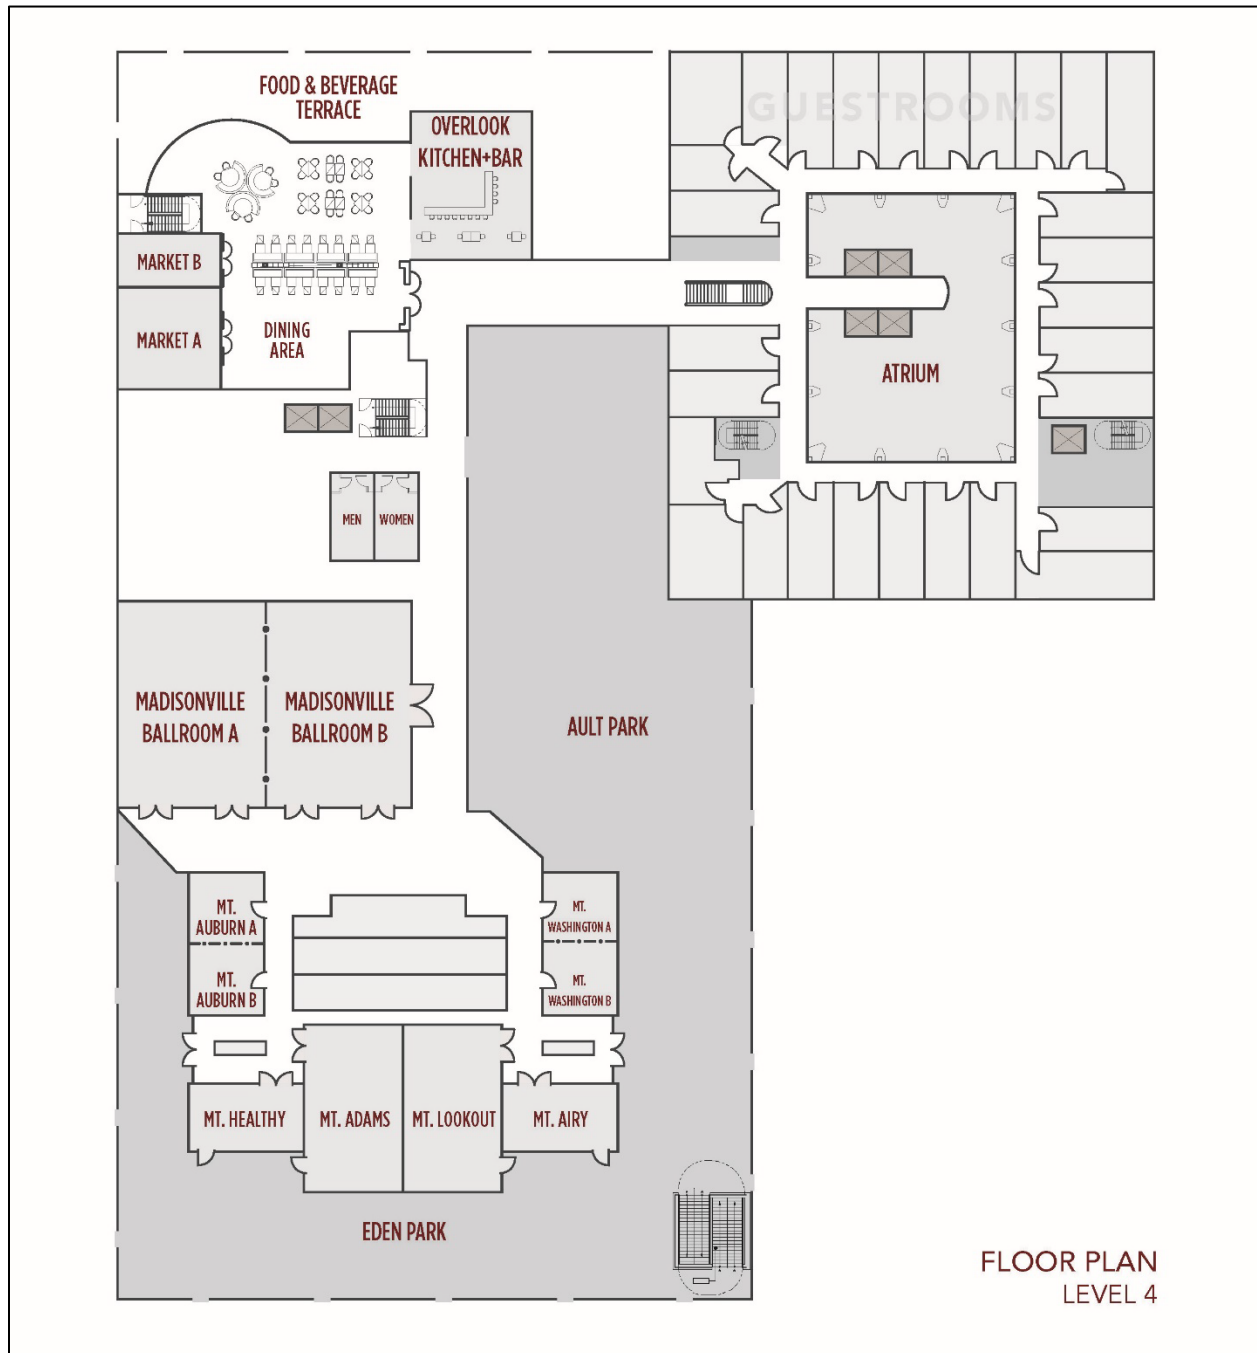 FOOD & BEVERAGE
TERRACE
OVERLOOK
KITCHEN+BAR
GUESTROOMS
MARKET B
MARKET A
DINING
AREA
ATRIUM
MEN
WOMEN
MADISONVILLE
BALLROOM A
MADISONVILLE
BALLROOM B
AULT PARK
MT.
AUBURN A
MT.
WASHINGTON A
MT.
AUBURN B
MT.
WASHINGTON B
MT. HEALTHY
MT. ADAMS
MT. LOOKOUT
MT. AIRY
EDEN PARK
FLOOR PLAN
LEVEL 4